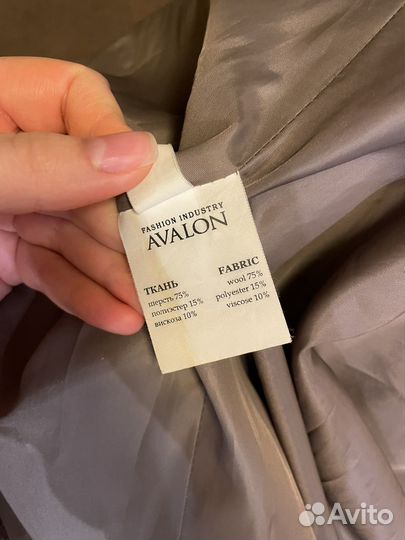 FASHION INDUSTRY
AVALON
ТКАНЬ
шерсть 75%
полиэстер 15%
вискоза 10%
FABRIC
wool 75%
polyester 15%
viscose 10%
Avito